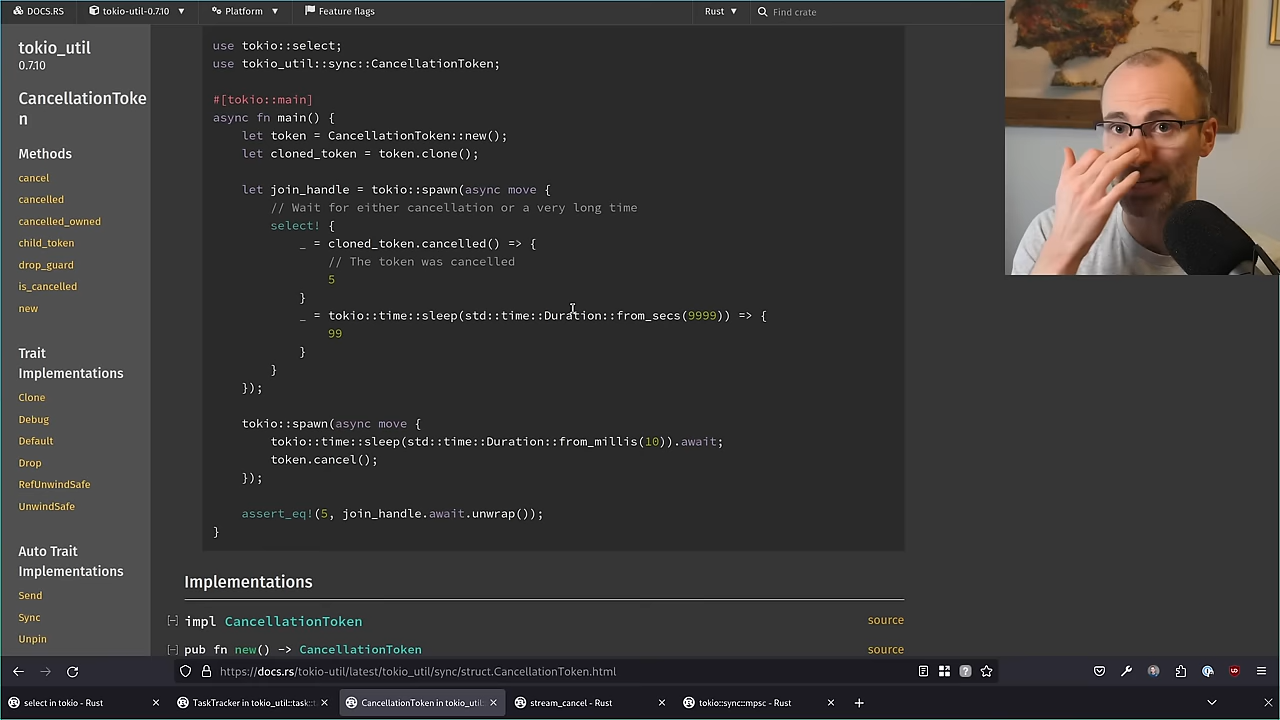 DOCS.RS
tokio-util-0.7.10
Platform
Feature flags
Rust
Find crate
tokio_util
0.7.10
CancellationToke
n
Methods
cancel
cancelled
cancelled_owned
child_token
drop_guard
is_cancelled
new
Trait
Implementations
Clone
Debug
Default
Drop
RefUnwindSafe
UnwindSafe
Auto Trait
Implementations
Send
Sync
Unpin
use tokio::select;
use tokio_util::sync::CancellationToken;
#[tokio::main]
async fn main() {
    let token = CancellationToken::new();
    let cloned_token = token.clone();
    let join_handle = tokio::spawn(async move {
        // Wait for either cancellation or a very long time
        select! {
            _ = cloned_token.cancelled() => {
                // The token was cancelled
                5
            }
            _ = tokio::time::sleep(std::time::Duration::from_secs(9999)) => {
                99
            }
        }
    });
    tokio::spawn(async move {
        tokio::time::sleep(std::time::Duration::from_millis(10)).await;
        token.cancel();
    });
    assert_eq!(5, join_handle.await.unwrap());
}
Implementations
[-] impl CancellationToken source
[-] pub fn new() -> CancellationToken source
https://docs.rs/tokio-util/latest/tokio_util/sync/struct.CancellationToken.html
select in tokio - Rust
TaskTracker in tokio_util::task::t
CancellationToken in tokio_util
stream_cancel - Rust
tokio::sync::mpsc - Rust